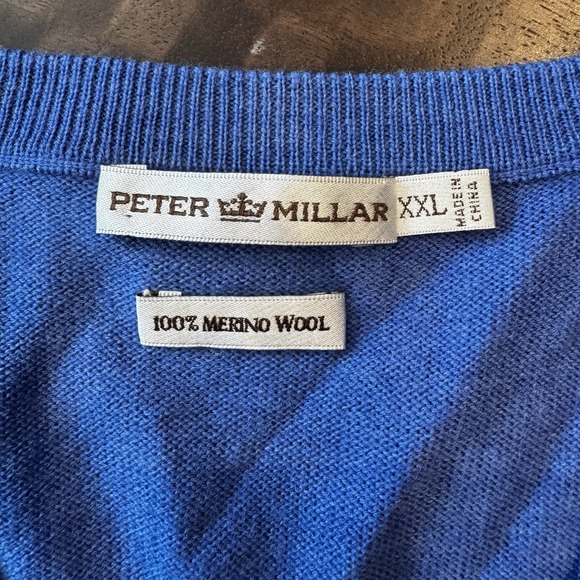 PETER MILLAR XXL MADE IN CHINA
100% MERINO WOOL